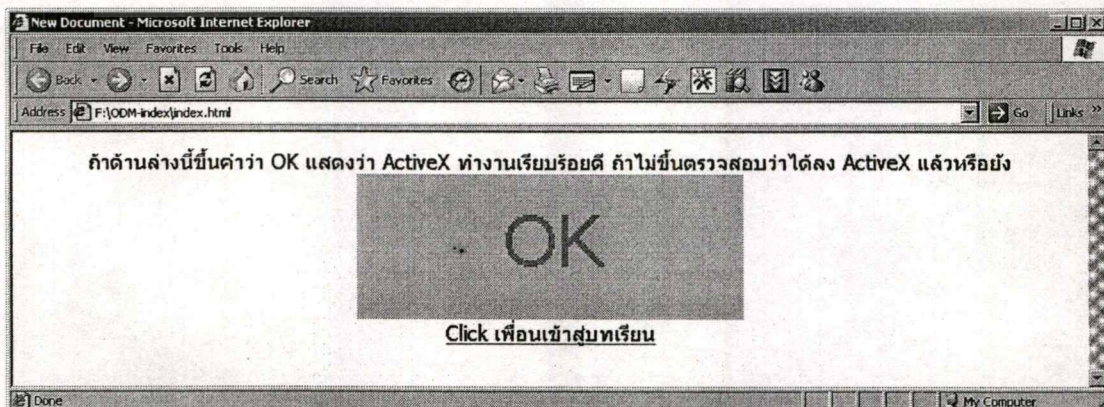 New Document - Microsoft Internet Explorer
File Edit View Favorites Tools Help
Back Search Favorites
Address F:\ODM-index\index.html Go Links »
ถ้าด้านล่างนี้ขึ้นคำว่า OK แสดงว่า ActiveX ทำงานเรียบร้อยดี ถ้าไม่ขึ้นตรวจสอบว่าได้ลง ActiveX แล้วหรือยัง
OK
Click เพื่อนเข้าสู่บทเรียน
Done My Computer